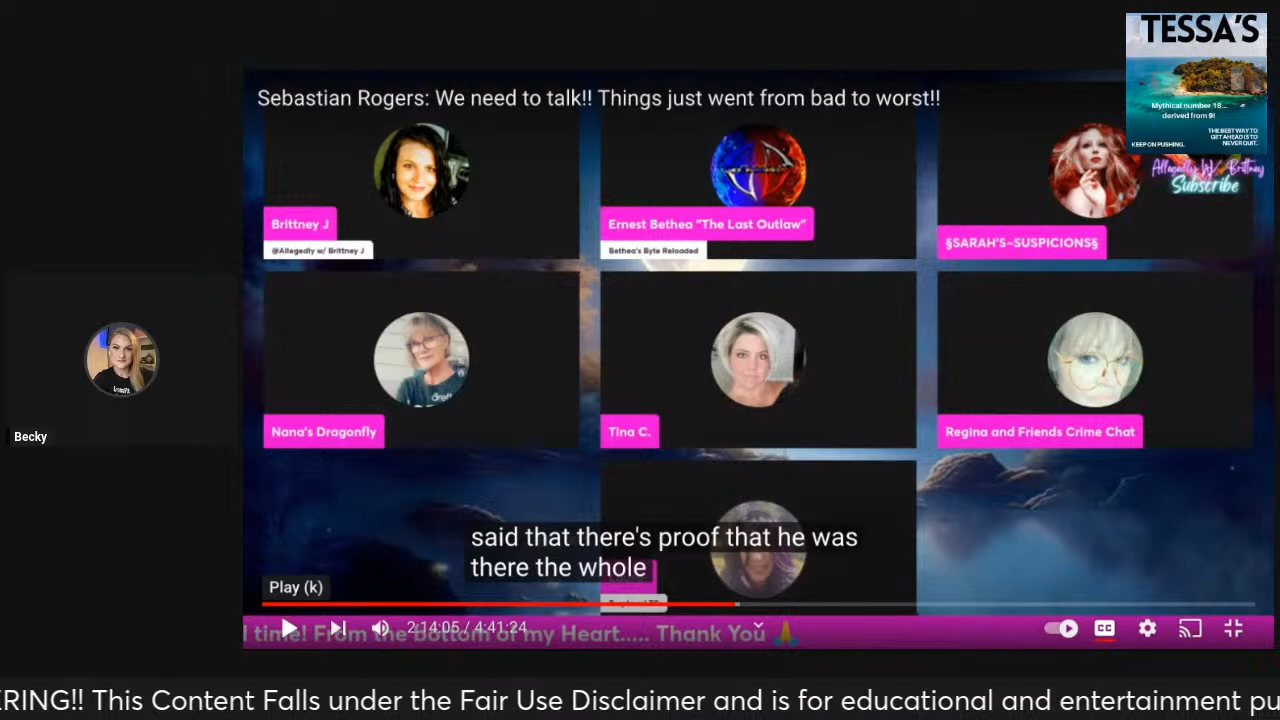 TESSA'S
Mythical number 18...
derived from 9!
THE BEST WAY TO
GET AHEAD IS TO
NEVER QUIT.
KEEP ON PUSHING.
Sebastian Rogers: We need to talk!! Things just went from bad to worst!!
Allegedly W/ Brittney
Subscribe
Brittney J
@Allegedly w/ Brittney J
Ernest Bethea "The Last Outlaw"
Bethea's Byte Reloaded
§SARAH'S~SUSPICIONS§
Becky
Nana's Dragonfly
Tina C.
Regina and Friends Crime Chat
said that there's proof that he was
there the whole
Play (k)
2:14:05 / 4:41:24
CC
time! From the bottom of my Heart..... Thank You 🙏
ERING!! This Content Falls under the Fair Use Disclaimer and is for educational and entertainment pu